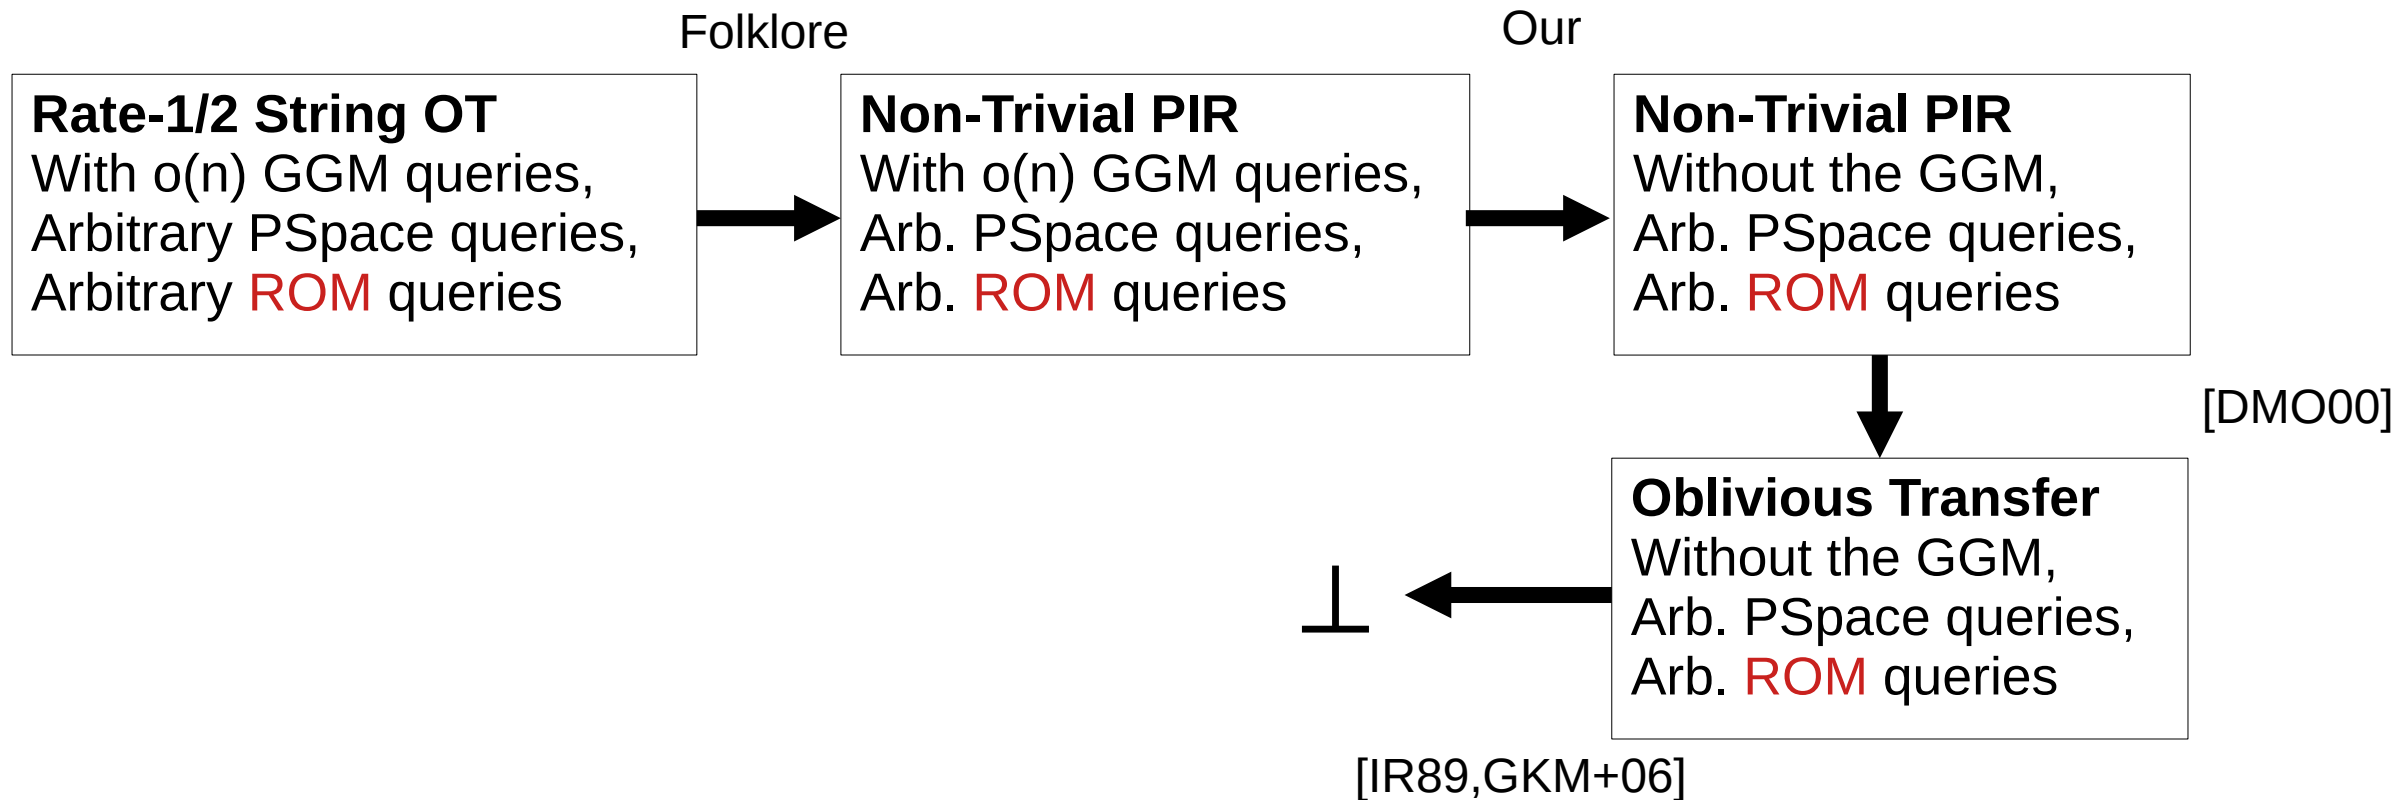 Folklore
Our
Rate-1/2 String OT
With o(n) GGM queries,
Arbitrary PSpace queries,
Arbitrary ROM queries
Non-Trivial PIR
With o(n) GGM queries,
Arb. PSpace queries,
Arb. ROM queries
Non-Trivial PIR
Without the GGM,
Arb. PSpace queries,
Arb. ROM queries
[DMO00]
Oblivious Transfer
Without the GGM,
Arb. PSpace queries,
Arb. ROM queries
⊥
[IR89,GKM+06]